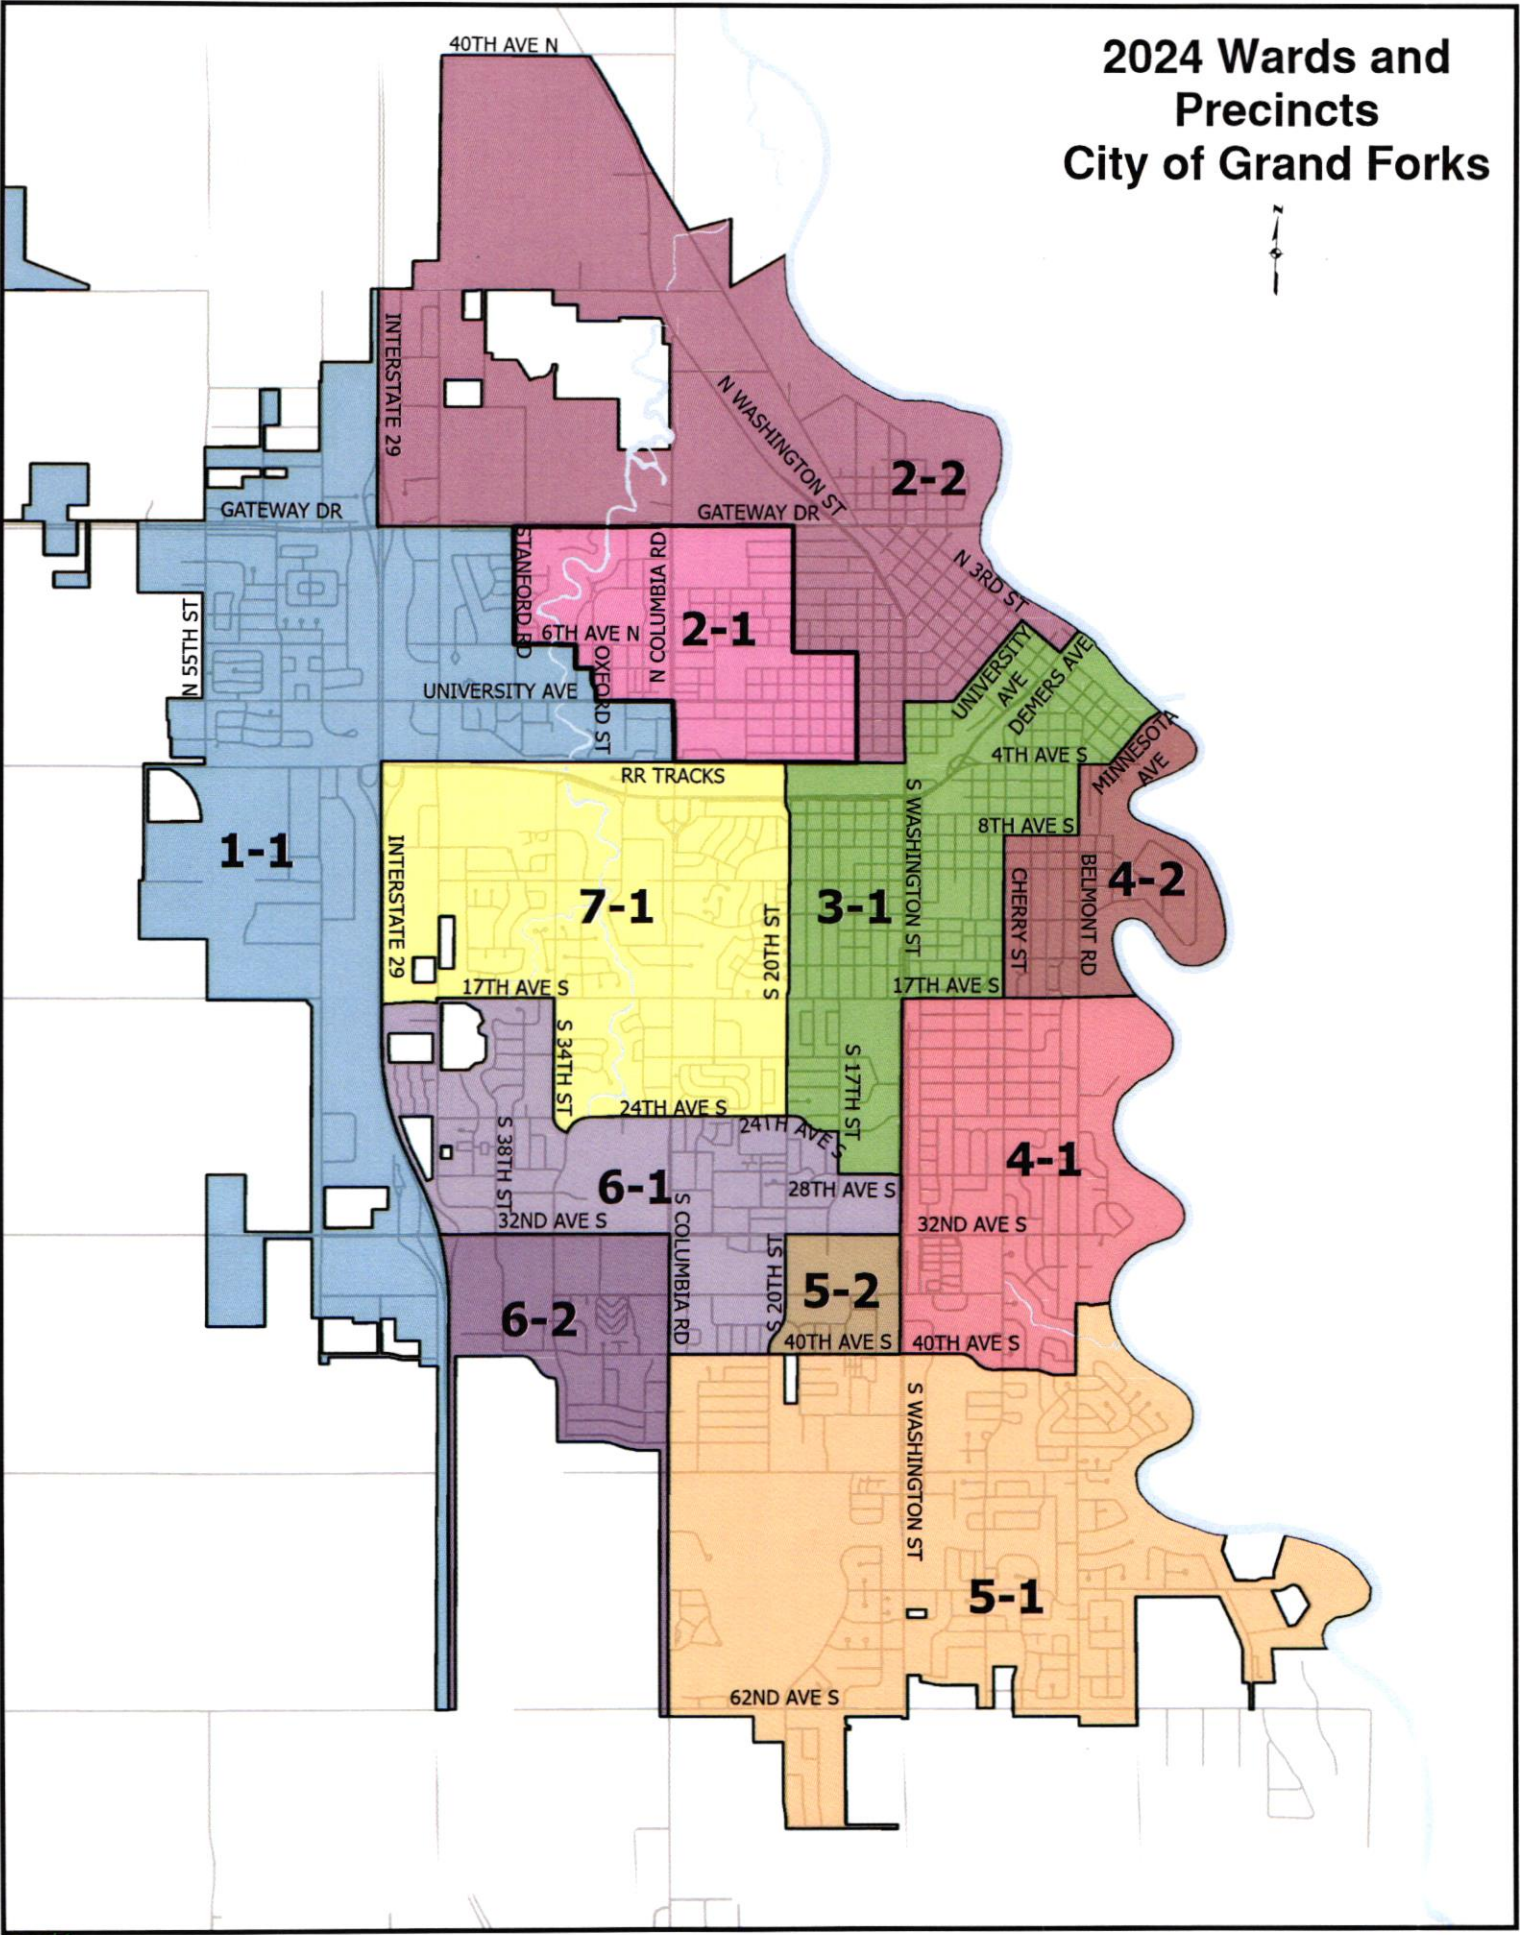 2024 Wards and
Precincts
City of Grand Forks
N
40TH AVE N
INTERSTATE 29
N WASHINGTON ST
2-2
GATEWAY DR
GATEWAY DR
STANFORD RD
N COLUMBIA RD
N 3RD ST
N 55TH ST
6TH AVE N
2-1
OXFORD ST
UNIVERSITY AVE
UNIVERSITY
AVE
DEMERS AVE
4TH AVE S
MINNESOTA
AVE
RR TRACKS
S WASHINGTON ST
8TH AVE S
1-1
INTERSTATE 29
7-1
S 20TH ST
3-1
CHERRY ST
BELMONT RD
4-2
17TH AVE S
17TH AVE S
S 34TH ST
S 17TH ST
24TH AVE S
24TH AVE S
S 38TH ST
4-1
6-1
28TH AVE S
S COLUMBIA RD
32ND AVE S
32ND AVE S
S 20TH ST
5-2
6-2
40TH AVE S
40TH AVE S
S WASHINGTON ST
5-1
62ND AVE S